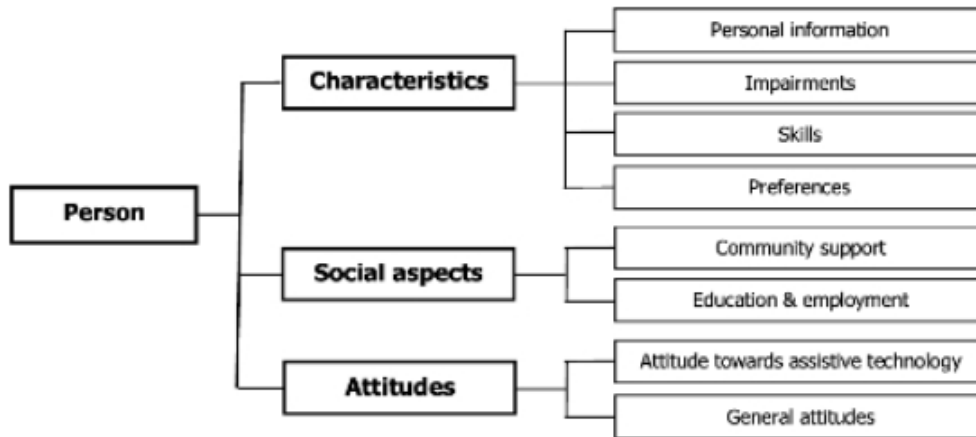 Person
Characteristics
Personal information
Impairments
Skills
Preferences
Social aspects
Community support
Education & employment
Attitudes
Attitude towards assistive technology
General attitudes